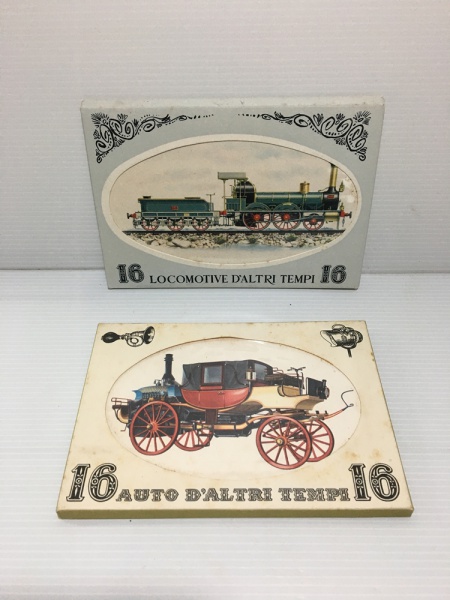 16 LOCOMOTIVE D'ALTRI TEMPI 16
16 AUTO D'ALTRI TEMPI 16